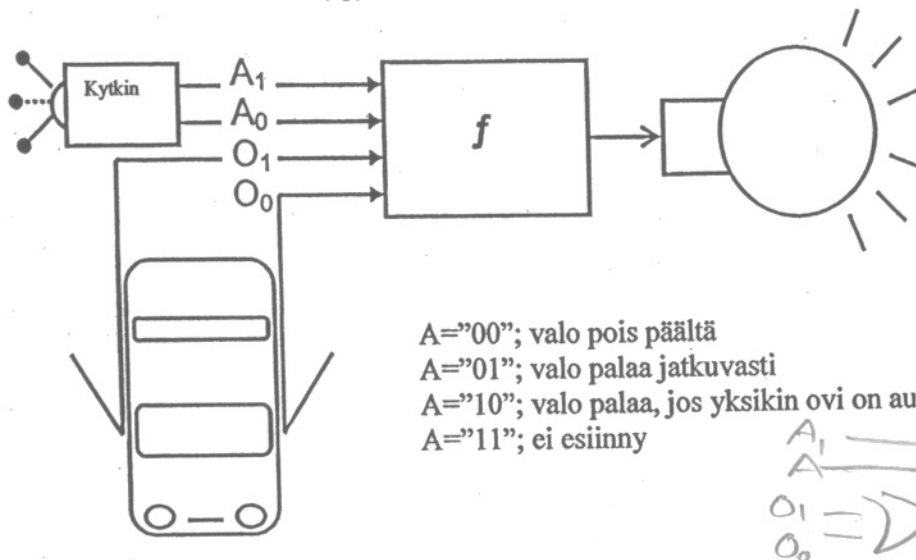 Kytkin
A₁
A₀
O₁
O₀
f
A="00"; valo pois päältä
A="01"; valo palaa jatkuvasti
A="10"; valo palaa, jos yksikin ovi on au
A="11"; ei esiinny
A₁
A
O₁
O₀